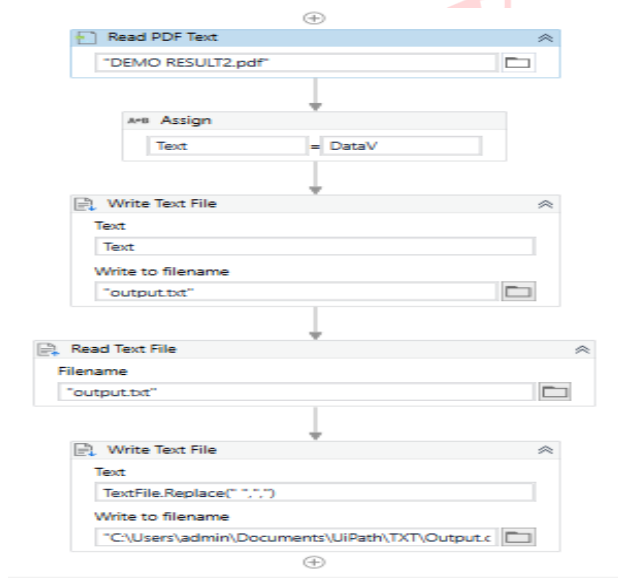 Read PDF Text
"DEMO RESULT2.pdf"
A+B Assign
Text = DataV
Write Text File
Text
Text
Write to filename
"output.txt"
Read Text File
Filename
"output.txt"
Write Text File
Text
TextFile.Replace(" ",",")
Write to filename
"C:\Users\admin\Documents\UiPath\TXT\Output.c